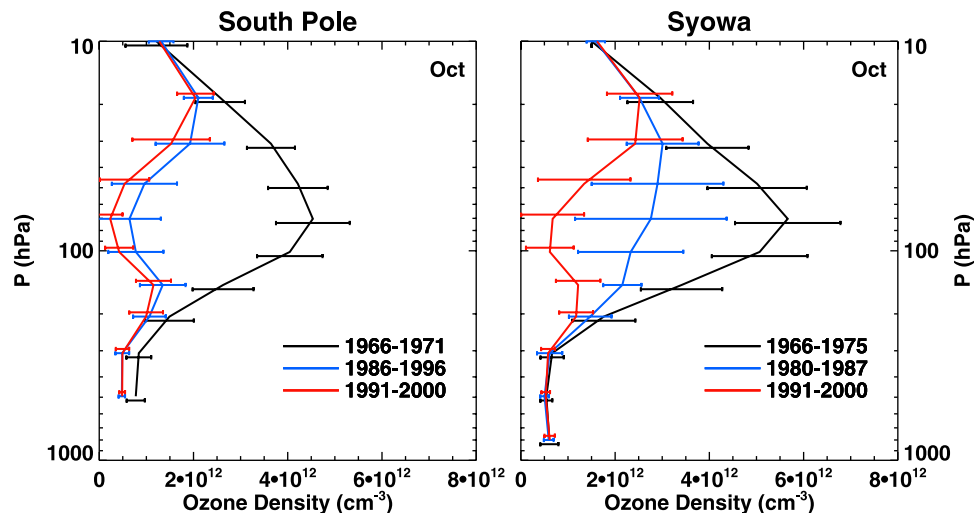 South Pole
Syowa
10
Oct
100
1000
P (hPa)
1966-1971
1986-1996
1991-2000
0
2•10¹²
4•10¹²
6•10¹²
8•10¹²
Ozone Density (cm⁻³)
Oct
10
100
1000
P (hPa)
1966-1975
1980-1987
1991-2000
0
2•10¹²
4•10¹²
6•10¹²
8•10¹²
Ozone Density (cm⁻³)